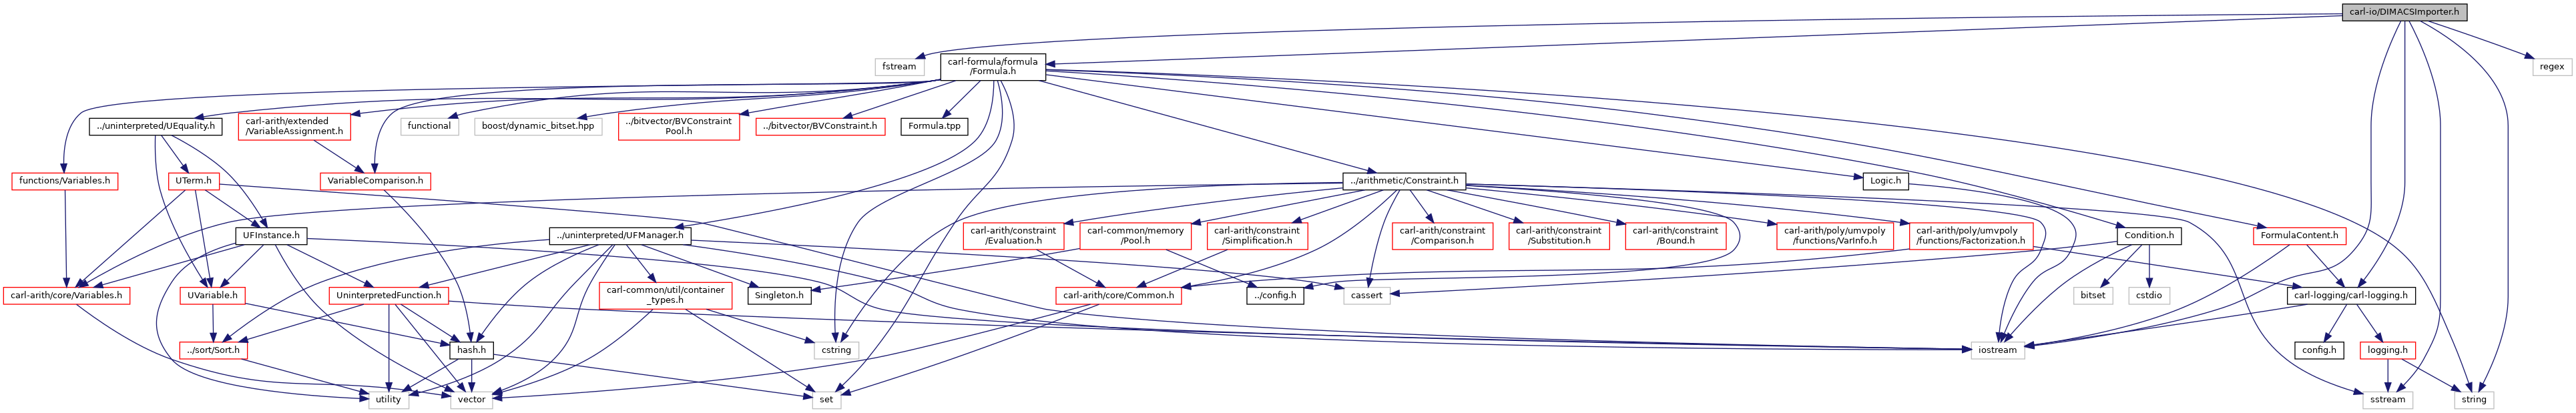 carl-io/DIMACSImporter.h
fstream
carl-formula/formula
/Formula.h
regex
../uninterpreted/UEquality.h
carl-arith/extended
/VariableAssignment.h
functional
boost/dynamic_bitset.hpp
../bitvector/BVConstraint
Pool.h
../bitvector/BVConstraint.h
Formula.tpp
functions/Variables.h
UTerm.h
VariableComparison.h
../arithmetic/Constraint.h
Logic.h
UFInstance.h
../uninterpreted/UFManager.h
carl-arith/constraint
/Evaluation.h
carl-common/memory
/Pool.h
carl-arith/constraint
/Simplification.h
carl-arith/constraint
/Comparison.h
carl-arith/constraint
/Substitution.h
carl-arith/constraint
/Bound.h
carl-arith/poly/umvpoly
/functions/VarInfo.h
carl-arith/poly/umvpoly
/functions/Factorization.h
Condition.h
FormulaContent.h
carl-arith/core/Variables.h
UVariable.h
UninterpretedFunction.h
carl-common/util/container
_types.h
Singleton.h
carl-arith/core/Common.h
../config.h
cassert
bitset
cstdio
carl-logging/carl-logging.h
../sort/Sort.h
hash.h
cstring
iostream
config.h
logging.h
utility
vector
set
sstream
string